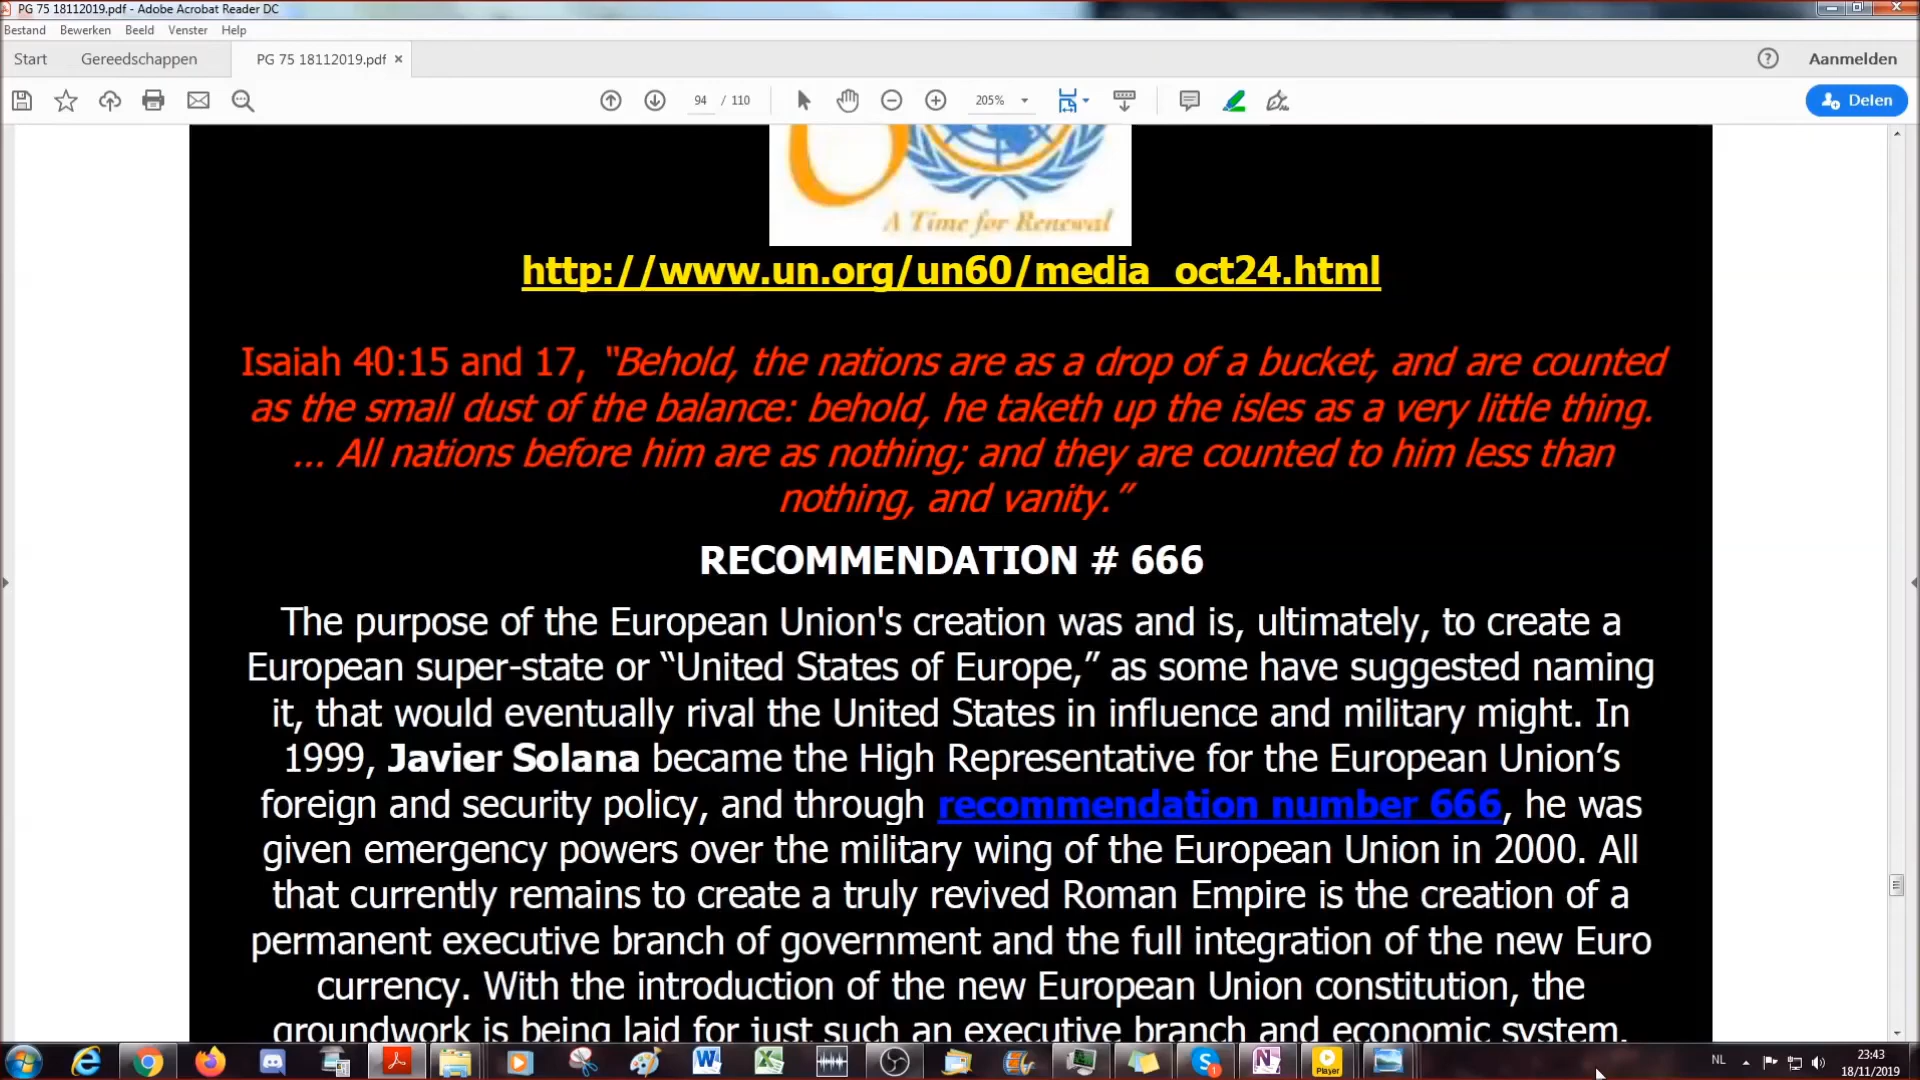 PG 75 18112019.pdf - Adobe Acrobat Reader DC
Bestand Bewerken Beeld Venster Help
Start Gereedschappen PG 75 18112019.pdf × Aanmelden
94 / 110 205% Delen
A Time for Renewal
http://www.un.org/un60/media_oct24.html
Isaiah 40:15 and 17, “Behold, the nations are as a drop of a bucket, and are counted
as the small dust of the balance: behold, he taketh up the isles as a very little thing.
... All nations before him are as nothing; and they are counted to him less than
nothing, and vanity.”
RECOMMENDATION # 666
The purpose of the European Union's creation was and is, ultimately, to create a
European super-state or “United States of Europe,” as some have suggested naming
it, that would eventually rival the United States in influence and military might. In
1999, Javier Solana became the High Representative for the European Union’s
foreign and security policy, and through recommendation number 666, he was
given emergency powers over the military wing of the European Union in 2000. All
that currently remains to create a truly revived Roman Empire is the creation of a
permanent executive branch of government and the full integration of the new Euro
currency. With the introduction of the new European Union constitution, the
groundwork is being laid for just such an executive branch and economic system.
Player
NL 23:43
18/11/2019